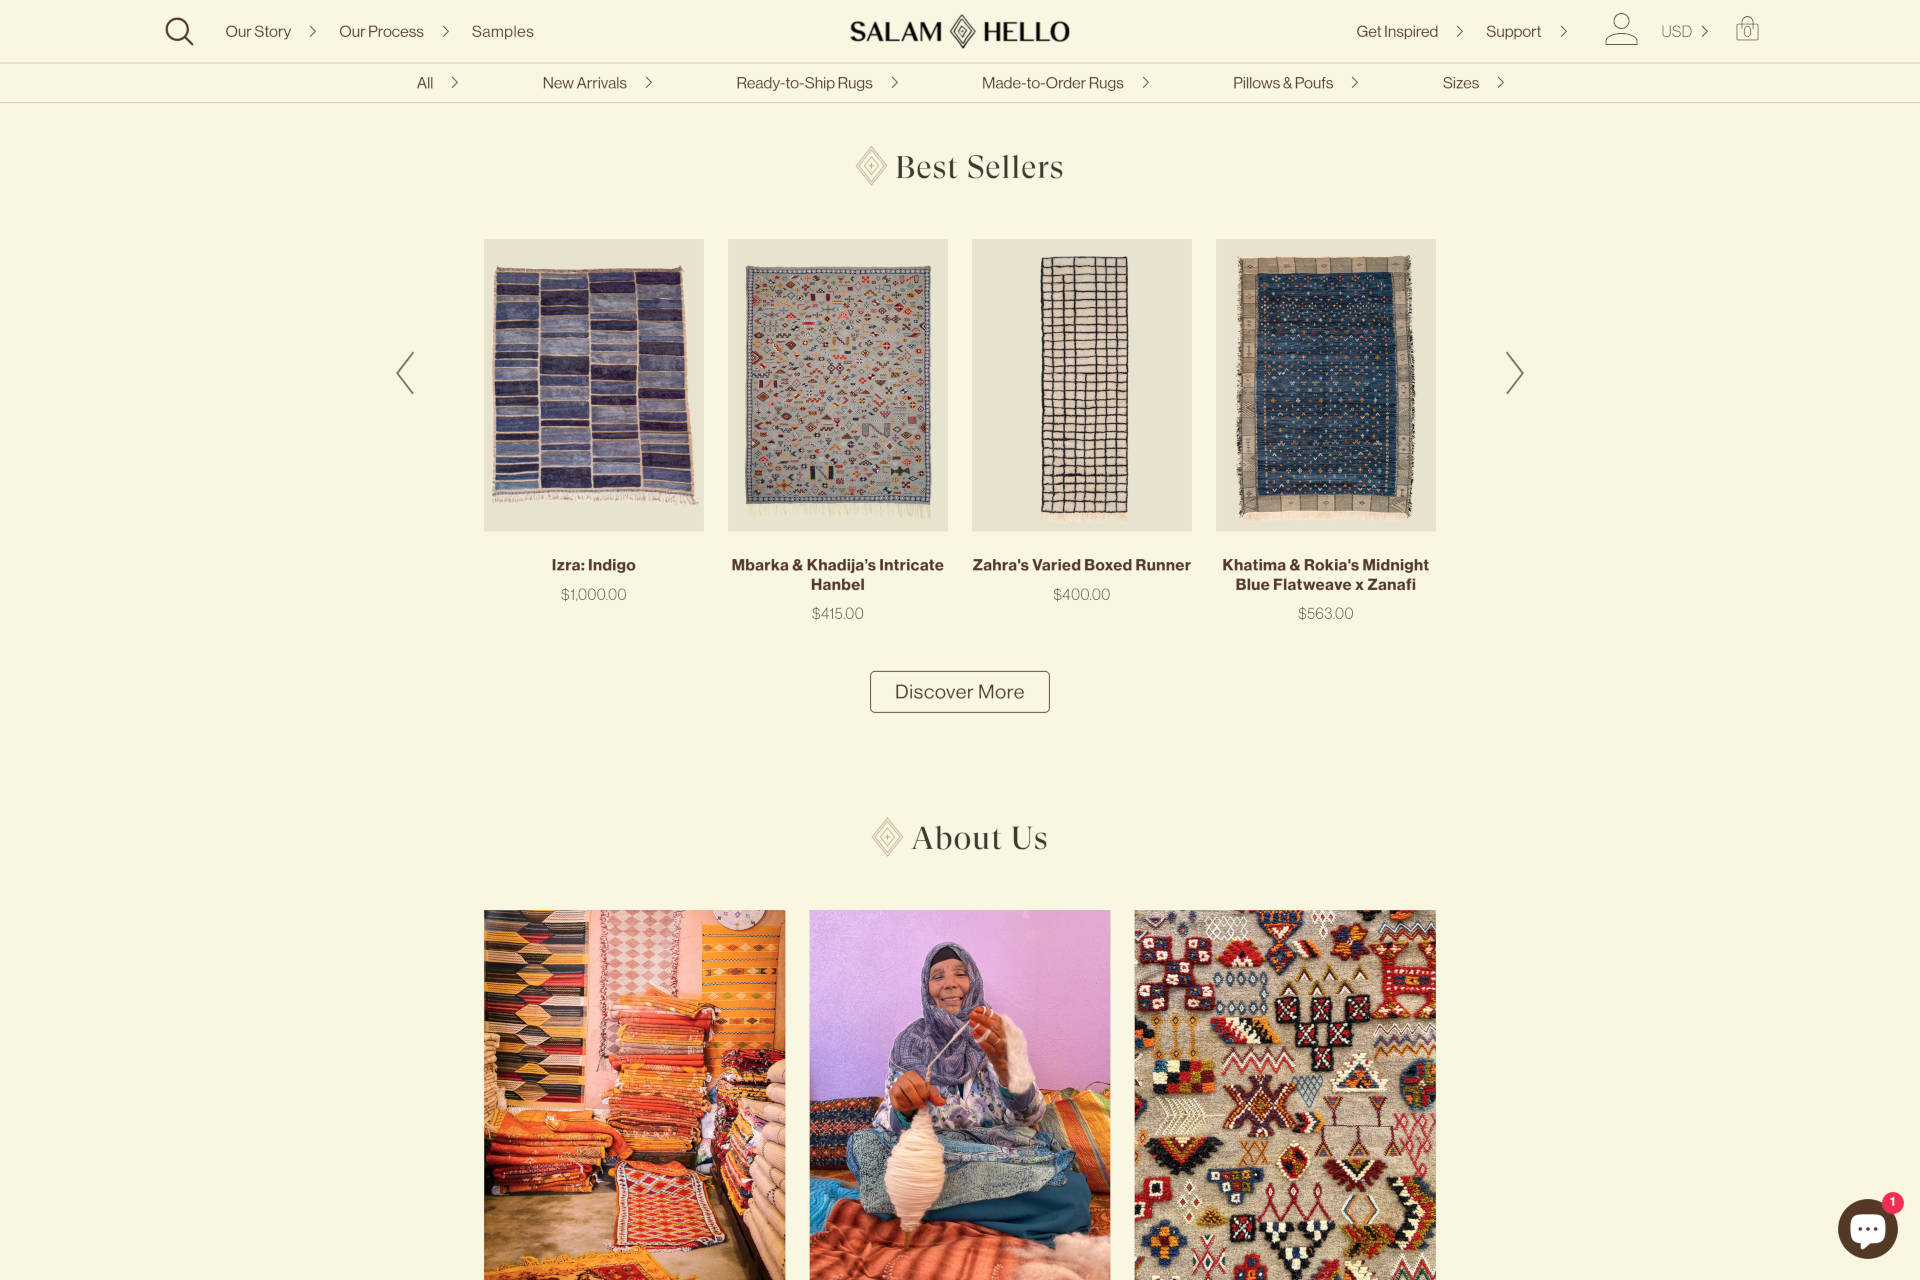 Our Story
Our Process
Samples
SALAM HELLO
Get Inspired
Support
USD
0
All
New Arrivals
Ready-to-Ship Rugs
Made-to-Order Rugs
Pillows & Poufs
Sizes
Best Sellers
Izra: Indigo
$1,000.00
Mbarka & Khadija's Intricate
Hanbel
$415.00
Zahra's Varied Boxed Runner
$400.00
Khatima & Rokia's Midnight
Blue Flatweave x Zanafi
$563.00
Discover More
About Us
1